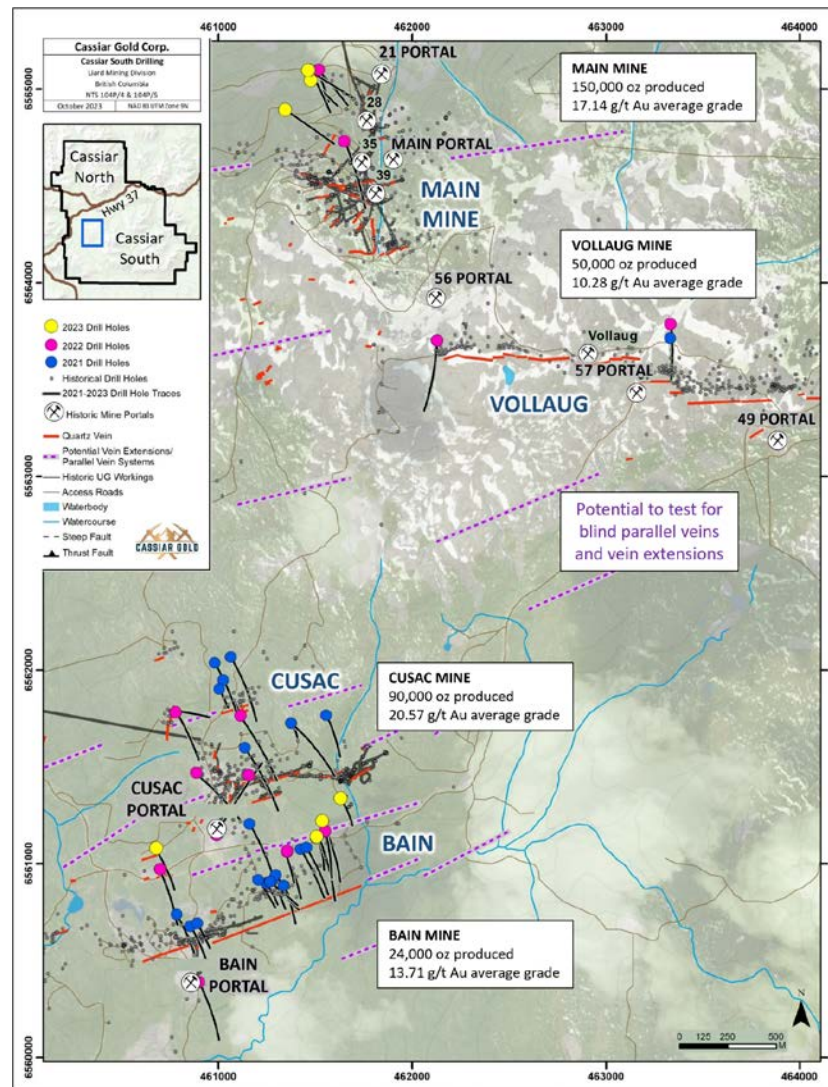 461000
462000
463000
464000
Cassiar Gold Corp.
Cassiar South Drilling
Liard Mining Division
British Columbia
NTS 104P/4 & 104P/5
October 2023
NAD 83 UTM Zone 9N
Cassiar
North
Hwy 37
Cassiar
South
2023 Drill Holes
2022 Drill Holes
2021 Drill Holes
Historical Drill Holes
2021-2023 Drill Hole Traces
Historic Mine Portals
Quartz Vein
Potential Vein Extensions/
Parallel Vein Systems
Historic UG Workings
Access Roads
Waterbody
Watercourse
Steep Fault
Thrust Fault
CASSIAR GOLD
21 PORTAL
28
MAIN PORTAL
35
39
MAIN
MINE
MAIN MINE
150,000 oz produced
17.14 g/t Au average grade
56 PORTAL
VOLLAUG MINE
50,000 oz produced
10.28 g/t Au average grade
Vollaug
57 PORTAL
VOLLAUG
49 PORTAL
Potential to test for
blind parallel veins
and vein extensions
CUSAC
CUSAC MINE
90,000 oz produced
20.57 g/t Au average grade
CUSAC
PORTAL
BAIN
BAIN MINE
24,000 oz produced
13.71 g/t Au average grade
BAIN
PORTAL
N
0 125 250 500
M
6565000
6564000
6563000
6562000
6561000
6560000
461000
462000
463000
464000